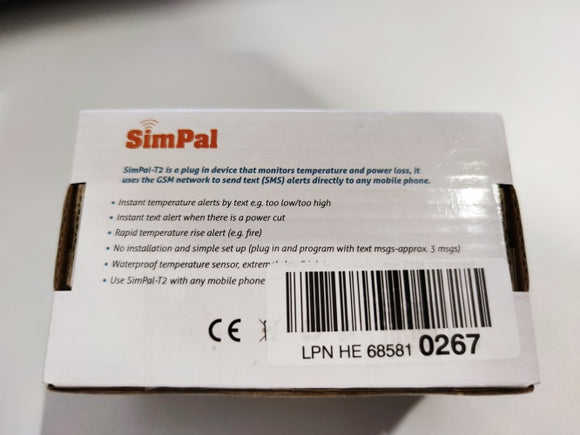 SimPal
SimPal-T2 is a plug in device that monitors temperature and power loss, it
uses the GSM network to send text (SMS) alerts directly to any mobile phone.
• Instant temperature alerts by text e.g. too low/too high
• Instant text alert when there is a power cut
• Rapid temperature rise alert (e.g. fire)
• No installation and simple set up (plug in and program with text msgs-approx. 3 msgs)
• Waterproof temperature sensor,
• Use SimPal-T2 with any mobile phone
CE
LPN HE 68581 0267